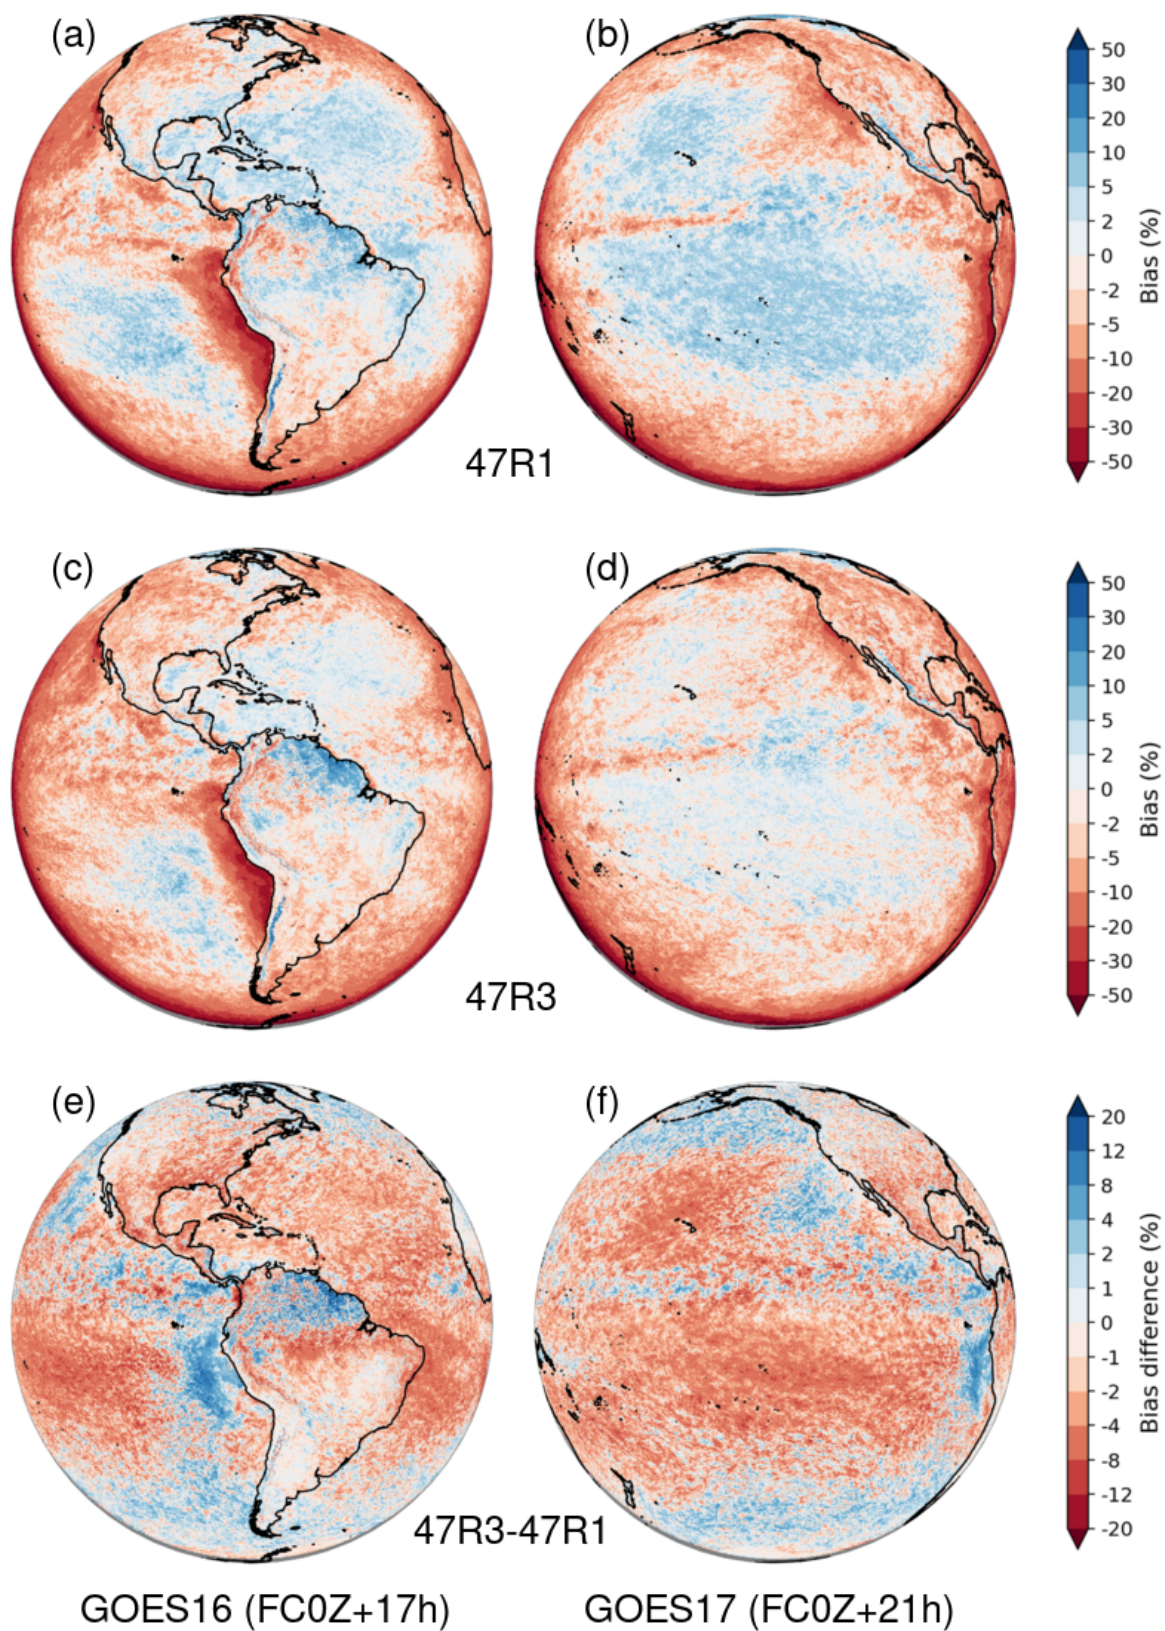 (a)
(b)
50
30
20
10
5
2
0
-2
-5
-10
-20
-30
-50
Bias (%)
47R1
(c)
(d)
50
30
20
10
5
2
0
-2
-5
-10
-20
-30
-50
Bias (%)
47R3
(e)
(f)
20
12
8
4
2
1
0
-1
-2
-4
-8
-12
-20
Bias difference (%)
47R3-47R1
GOES16 (FC0Z+17h)
GOES17 (FC0Z+21h)